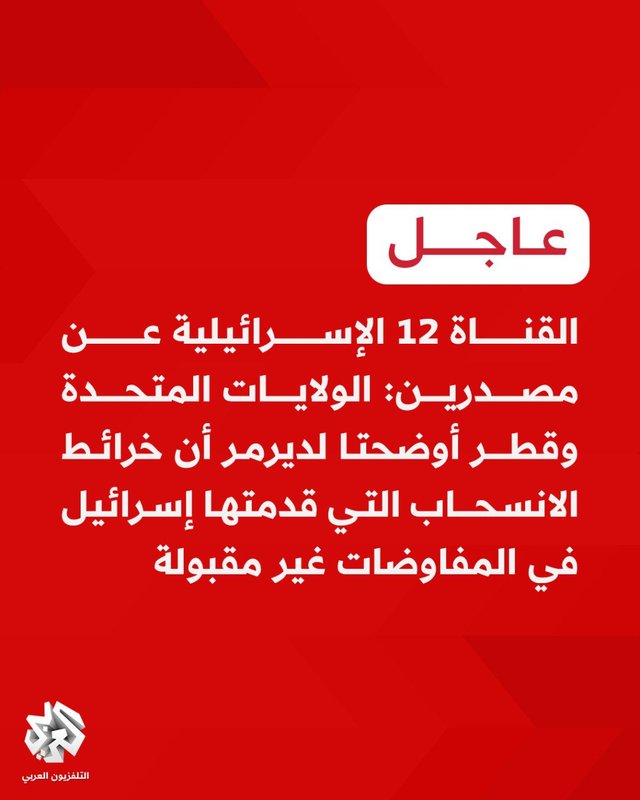 عاجل
القناة 12 الإسرائيلية عن
مصدرين: الولايات المتحدة
وقطر أوضحتا لديرمر أن خرائط
الانسحاب التي قدمتها إسرائيل
في المفاوضات غير مقبولة
العربي
التلفزيون العربي